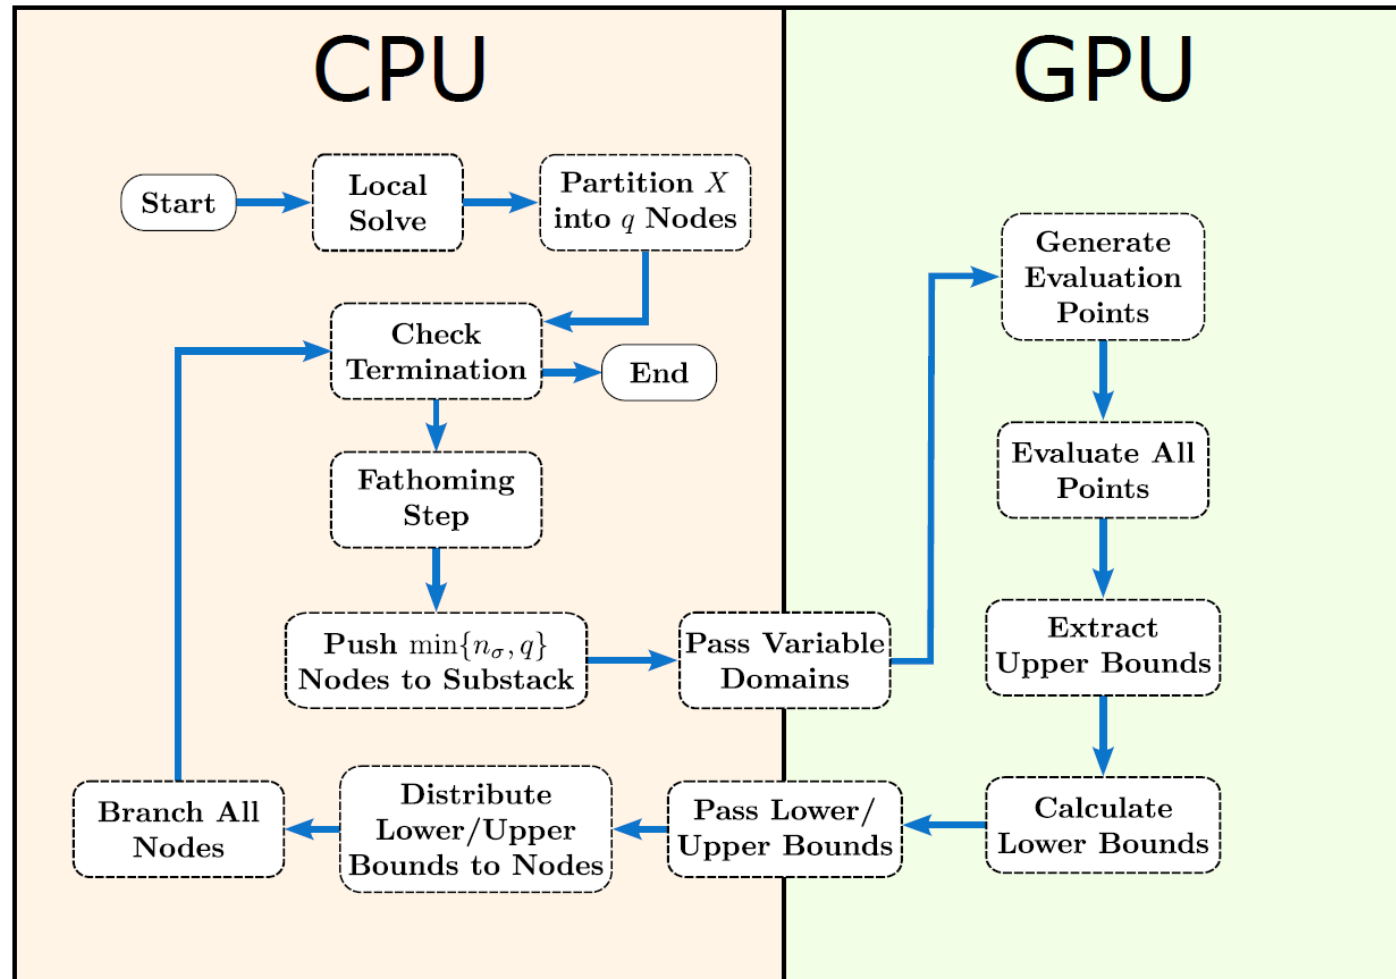 CPU
GPU
Start
Local
Solve
Partition X
into q Nodes
Check
Termination
End
Fathoming
Step
Push min{n_σ, q}
Nodes to Substack
Pass Variable
Domains
Generate
Evaluation
Points
Evaluate All
Points
Extract
Upper Bounds
Calculate
Lower Bounds
Pass Lower/
Upper Bounds
Distribute
Lower/Upper
Bounds to Nodes
Branch All
Nodes